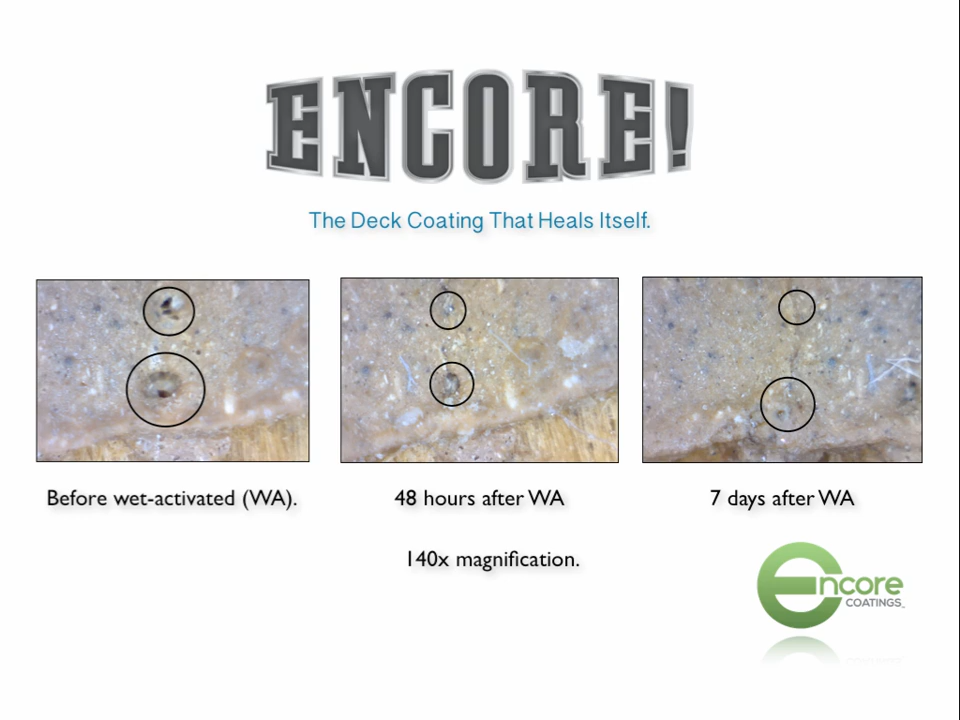 ENCORE!
The Deck Coating That Heals Itself.
Before wet-activated (WA).
48 hours after WA
7 days after WA
140x magnification.
encore
COATINGS